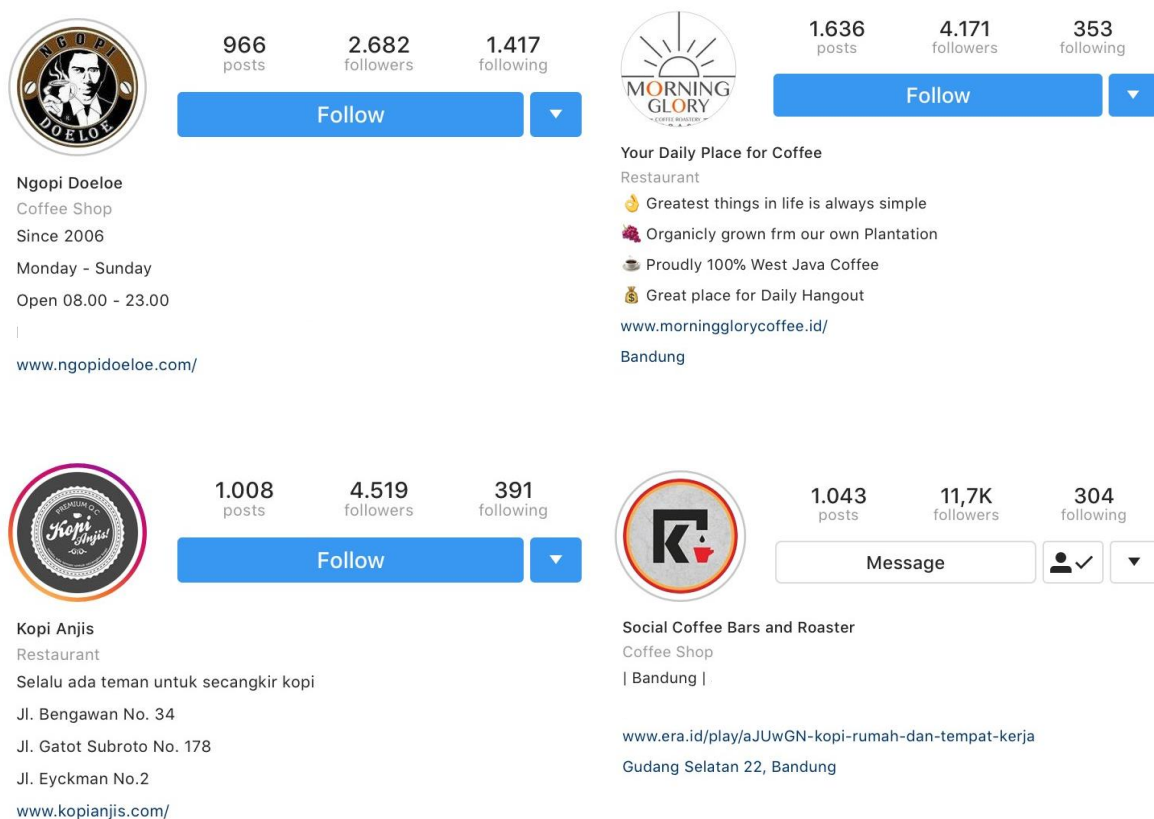 NGOPI
DOELOE
966
posts
2.682
followers
1.417
following
Follow
Ngopi Doeloe
Coffee Shop
Since 2006
Monday - Sunday
Open 08.00 - 23.00
|
www.ngopidoeloe.com/
MORNING
GLORY
COFFEE ROASTERY
1.636
posts
4.171
followers
353
following
Follow
Your Daily Place for Coffee
Restaurant
👌 Greatest things in life is always simple
🍇 Organicly grown frm our own Plantation
☕ Proudly 100% West Java Coffee
💰 Great place for Daily Hangout
www.morningglorycoffee.id/
Bandung
PREMIUM O.C
Kopi
Anjis!
1.008
posts
4.519
followers
391
following
Follow
Kopi Anjis
Restaurant
Selalu ada teman untuk secangkir kopi
Jl. Bengawan No. 34
Jl. Gatot Subroto No. 178
Jl. Eyckman No.2
www.kopianjis.com/
K
1.043
posts
11,7K
followers
304
following
Message
Social Coffee Bars and Roaster
Coffee Shop
| Bandung |
www.era.id/play/aJUwGN-kopi-rumah-dan-tempat-kerja
Gudang Selatan 22, Bandung